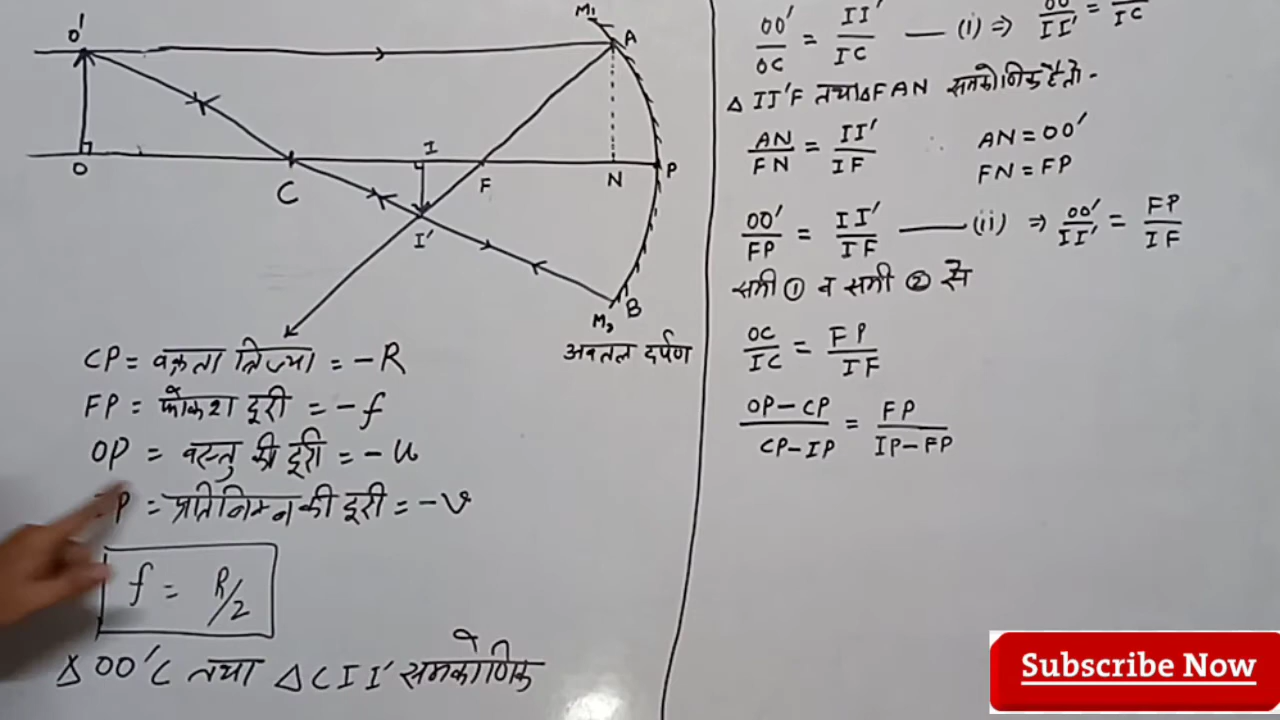 O' M₁ A
O C I F N P
I'
M₂ B
अवतल दर्पण
CP = वक्रता त्रिज्या = -R
FP = फोकश दूरी = -f
OP = वस्तु की दूरी = -u
IP = प्रतिबिम्ब की दूरी = -v
f = R/2
Δ OO'C तथा Δ CII' समकोणिक
OO'/OC = II'/IC — (i) ⇒ OO'/II' = /IC
Δ II'F तथा Δ FAN समकोनिक है तो -
AN/FN = II'/IF AN = OO'
FN = FP
OO'/FP = II'/IF — (ii) ⇒ OO'/II' = FP/IF
समी ① व समी ② से
OC/IC = FP/IF
OP-CP/CP-IP = FP/IP-FP
Subscribe Now